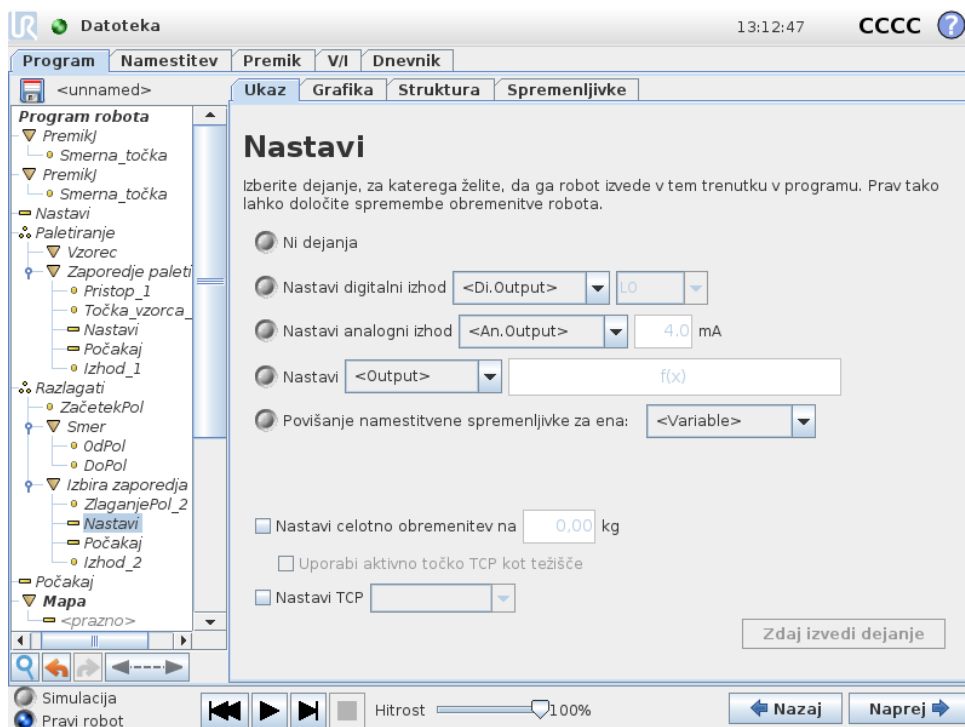 UR Datoteka 13:12:47 CCCC ?
Program Namestitev Premik V/I Dnevnik
<unnamed>
Ukaz Grafika Struktura Spremenljivke
Program robota
PremikJ
Smerna_točka
PremikJ
Smerna_točka
Nastavi
Paletiranje
Vzorec
Zaporedje paleti
Pristop_1
Točka_vzorca_
Nastavi
Počakaj
Izhod_1
Razlagati
ZačetekPol
Smer
OdPol
DoPol
Izbira zaporedja
ZlaganjePol_2
Nastavi
Počakaj
Izhod_2
Počakaj
Mapa
<prazno>
Nastavi
Izberite dejanje, za katerega želite, da ga robot izvede v tem trenutku v programu. Prav tako
lahko določite spremembe obremenitve robota.
Ni dejanja
Nastavi digitalni izhod <Di.Output> LO
Nastavi analogni izhod <An.Output> 4.0 mA
Nastavi <Output> f(x)
Povišanje namestitvene spremenljivke za ena: <Variable>
Nastavi celotno obremenitev na 0,00 kg
Uporabi aktivno točko TCP kot težišče
Nastavi TCP
Zdaj izvedi dejanje
Simulacija
Pravi robot
Hitrost 100%
Nazaj Naprej